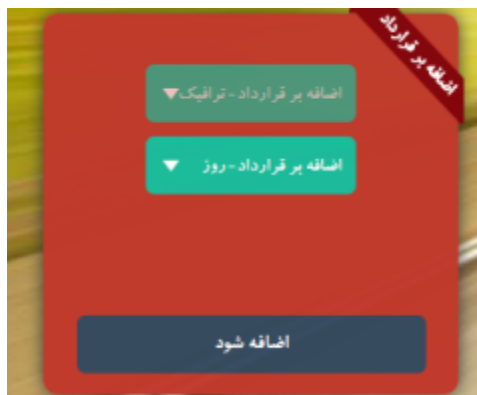 اضافه بر قرارداد
اضافه بر قرارداد-ترافیک
اضافه بر قرارداد-روز
اضافه شود